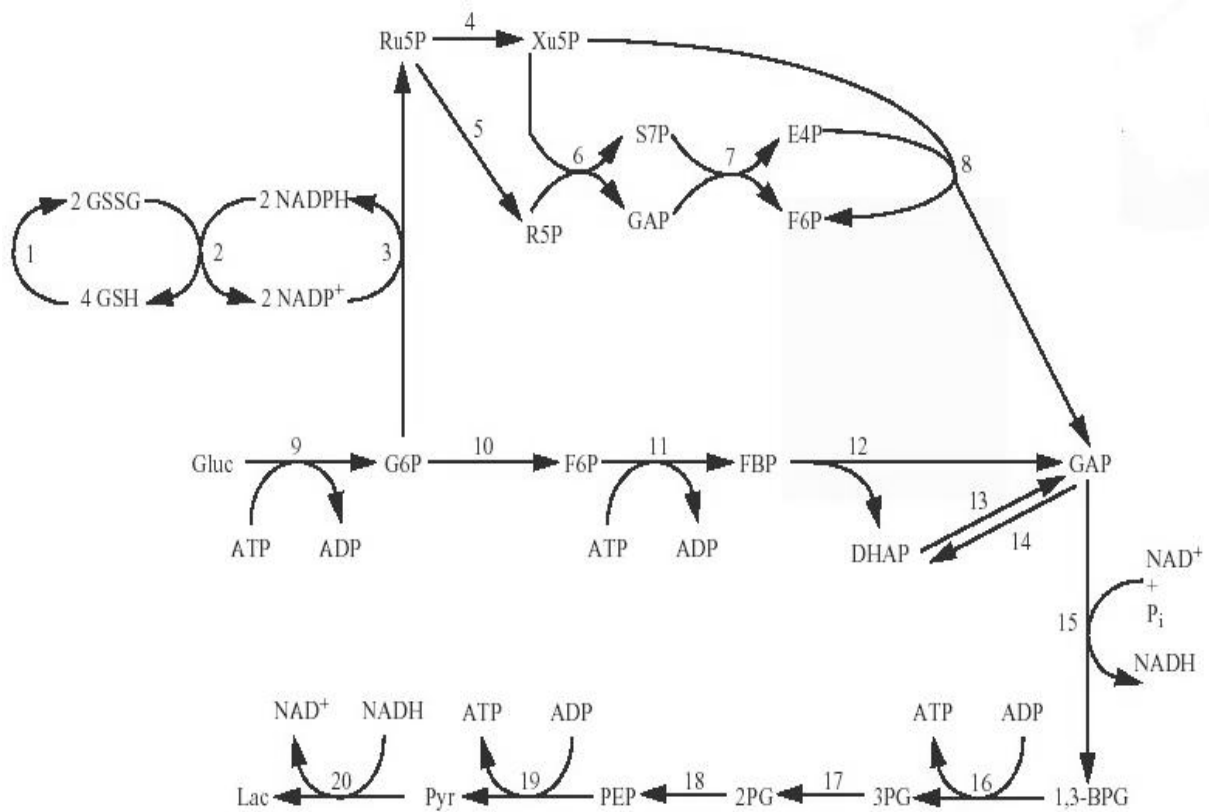 4
Ru5P Xu5P
5 S7P E4P
6 7 8
2 GSSG 2 NADPH
R5P GAP F6P
1 2 3
4 GSH 2 NADP⁺
9 10 11 12
Gluc G6P F6P FBP GAP
13
ATP ADP ATP ADP DHAP 14
NAD⁺
+
15 Pᵢ
NADH
NAD⁺ NADH ATP ADP ATP ADP
20 19 18 17 16
Lac Pyr PEP 2PG 3PG 1,3-BPG